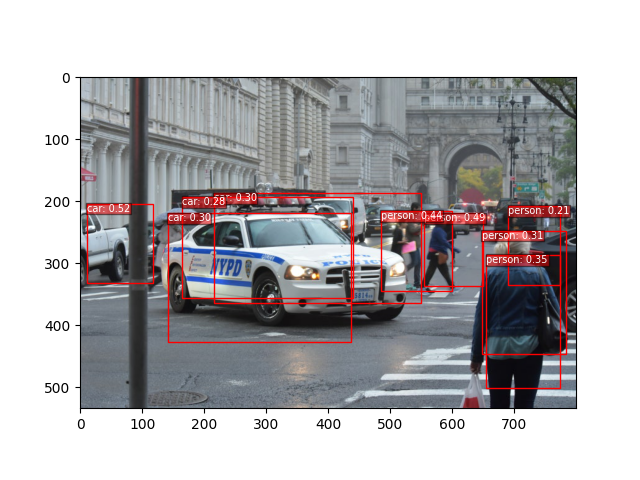 0
100
200
300
400
500
0 100 200 300 400 500 600 700
car: 0.52
car: 0.28
car: 0.30
car: 0.30
person: 0.44
person: 0.49
person: 0.21
person: 0.31
person: 0.35
NYPD
POLICE